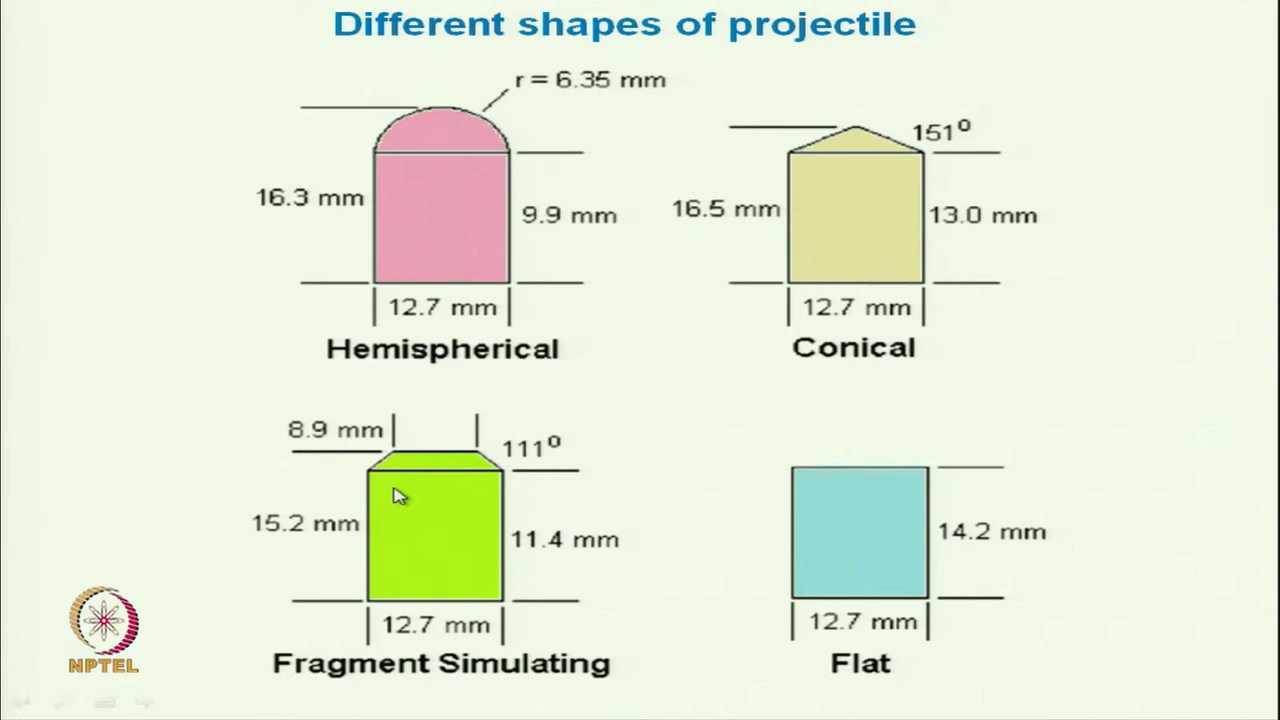 Different shapes of projectile
r = 6.35 mm
16.3 mm
9.9 mm
12.7 mm
Hemispherical
151⁰
16.5 mm
13.0 mm
12.7 mm
Conical
8.9 mm
111⁰
15.2 mm
11.4 mm
12.7 mm
Fragment Simulating
14.2 mm
12.7 mm
Flat
NPTEL